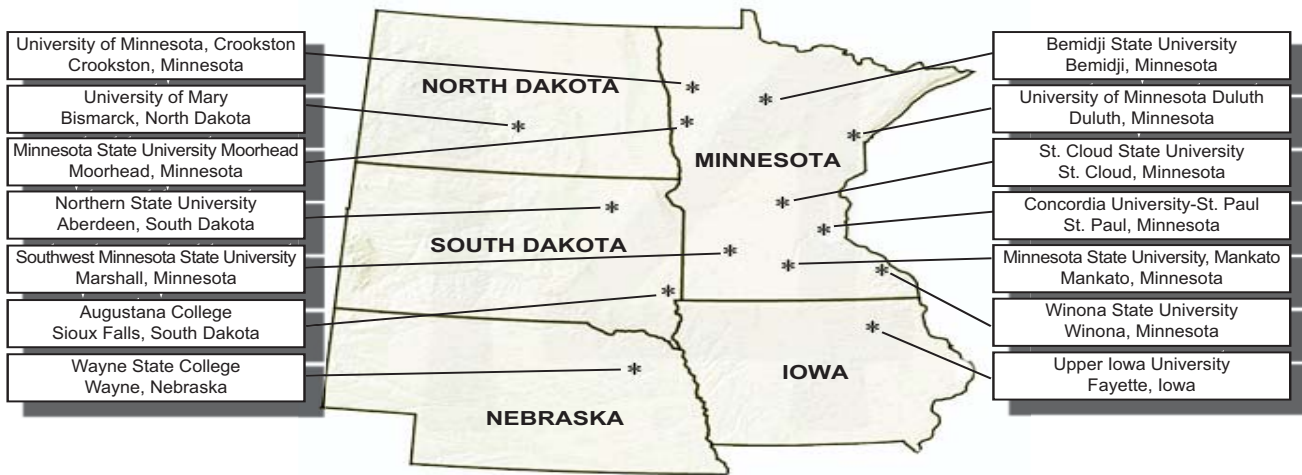 University of Minnesota, Crookston
Crookston, Minnesota
University of Mary
Bismarck, North Dakota
Minnesota State University Moorhead
Moorhead, Minnesota
Northern State University
Aberdeen, South Dakota
Southwest Minnesota State University
Marshall, Minnesota
Augustana College
Sioux Falls, South Dakota
Wayne State College
Wayne, Nebraska
NORTH DAKOTA
MINNESOTA
SOUTH DAKOTA
IOWA
NEBRASKA
Bemidji State University
Bemidji, Minnesota
University of Minnesota Duluth
Duluth, Minnesota
St. Cloud State University
St. Cloud, Minnesota
Concordia University-St. Paul
St. Paul, Minnesota
Minnesota State University, Mankato
Mankato, Minnesota
Winona State University
Winona, Minnesota
Upper Iowa University
Fayette, Iowa